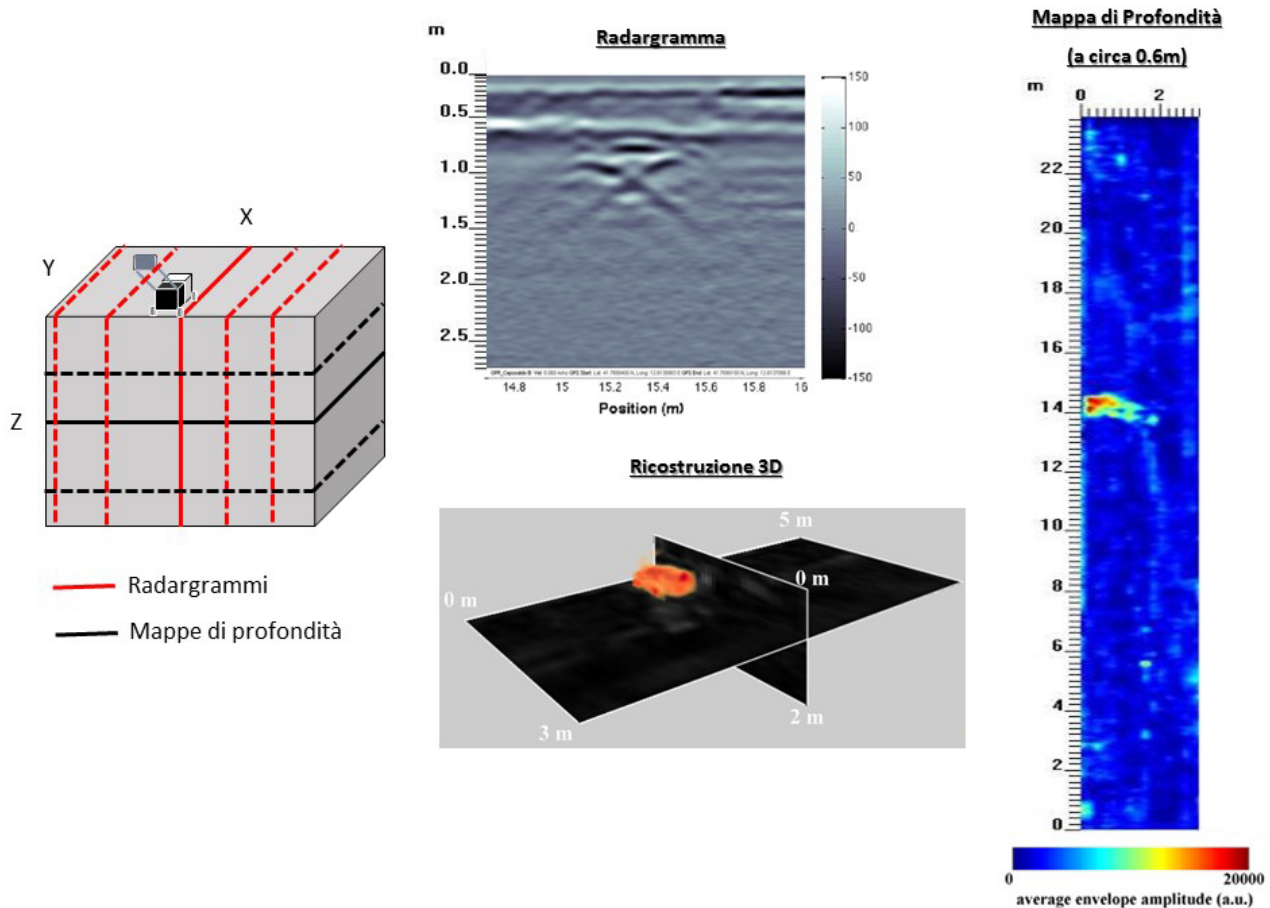 X
Y
Z
Radargrammi
Mappe di profondità
Radargramma
m
0.0
0.5
1.0
1.5
2.0
2.5
150
100
50
0
-50
-100
-150
14.8 15 15.2 15.4 15.6 15.8 16
Position (m)
Ricostruzione 3D
5 m
0 m
0 m
3 m
2 m
Mappa di Profondità
(a circa 0.6m)
m
0 2
22
20
18
16
14
12
10
8
6
4
2
0
0 20000
average envelope amplitude (a.u.)